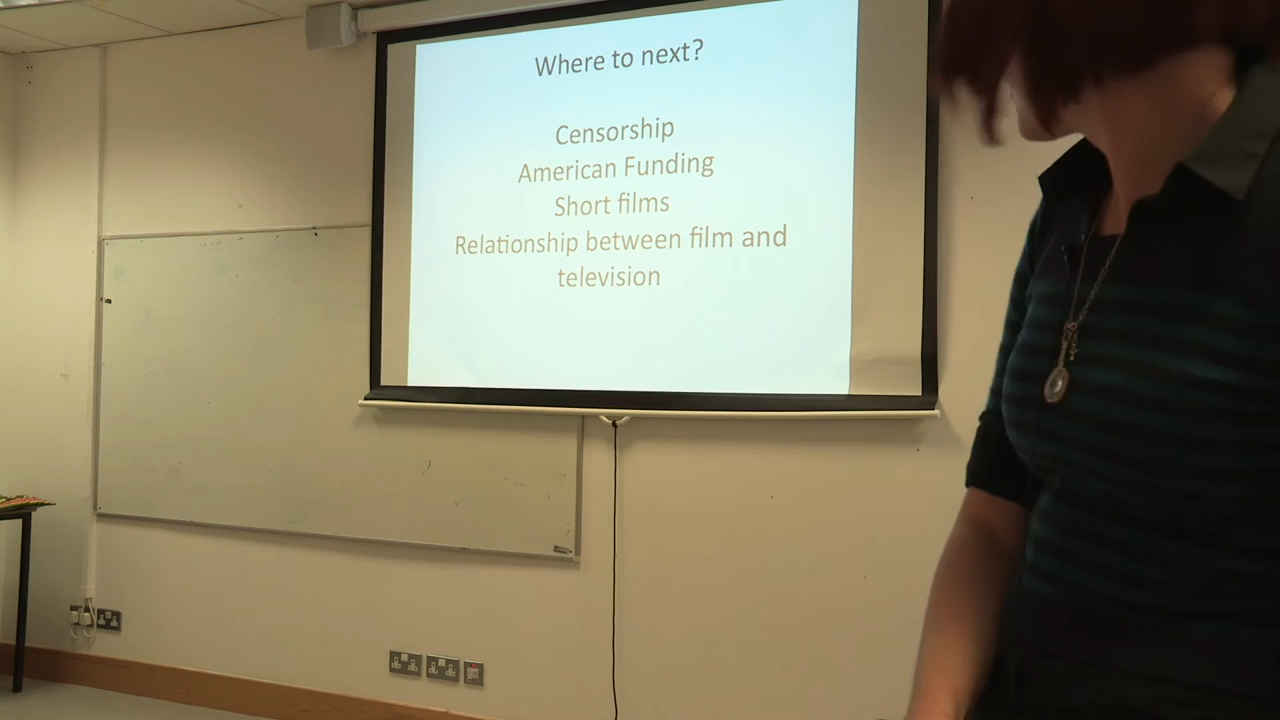 Where to next?
Censorship
American Funding
Short films
Relationship between film and
television